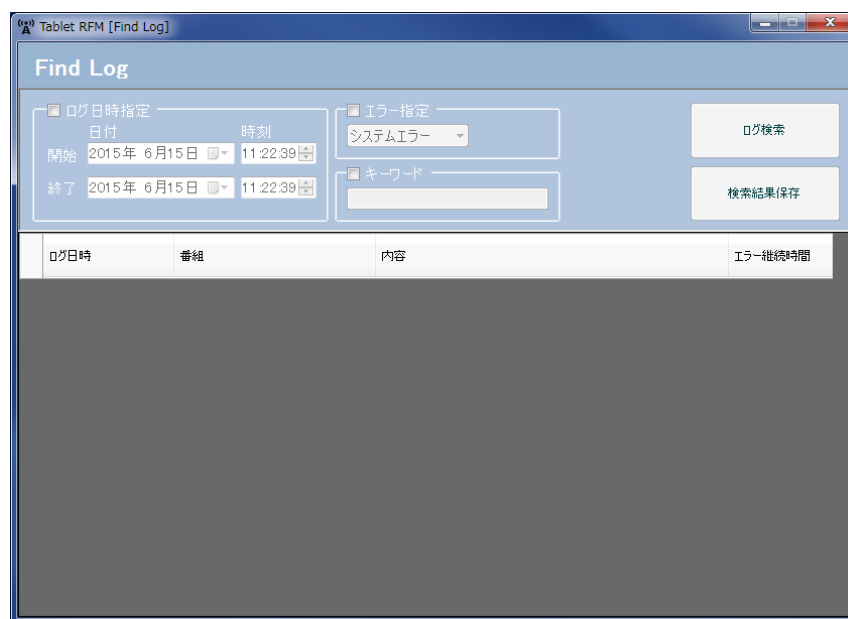 Tablet RFM [Find Log]
Find Log
ログ日時指定
日付 時刻
開始 2015年 6月15日 11:22:39
終了 2015年 6月15日 11:22:39
エラー指定
システムエラー
キーワード
ログ検索
検索結果保存
ログ日時 番組 内容 エラー継続時間